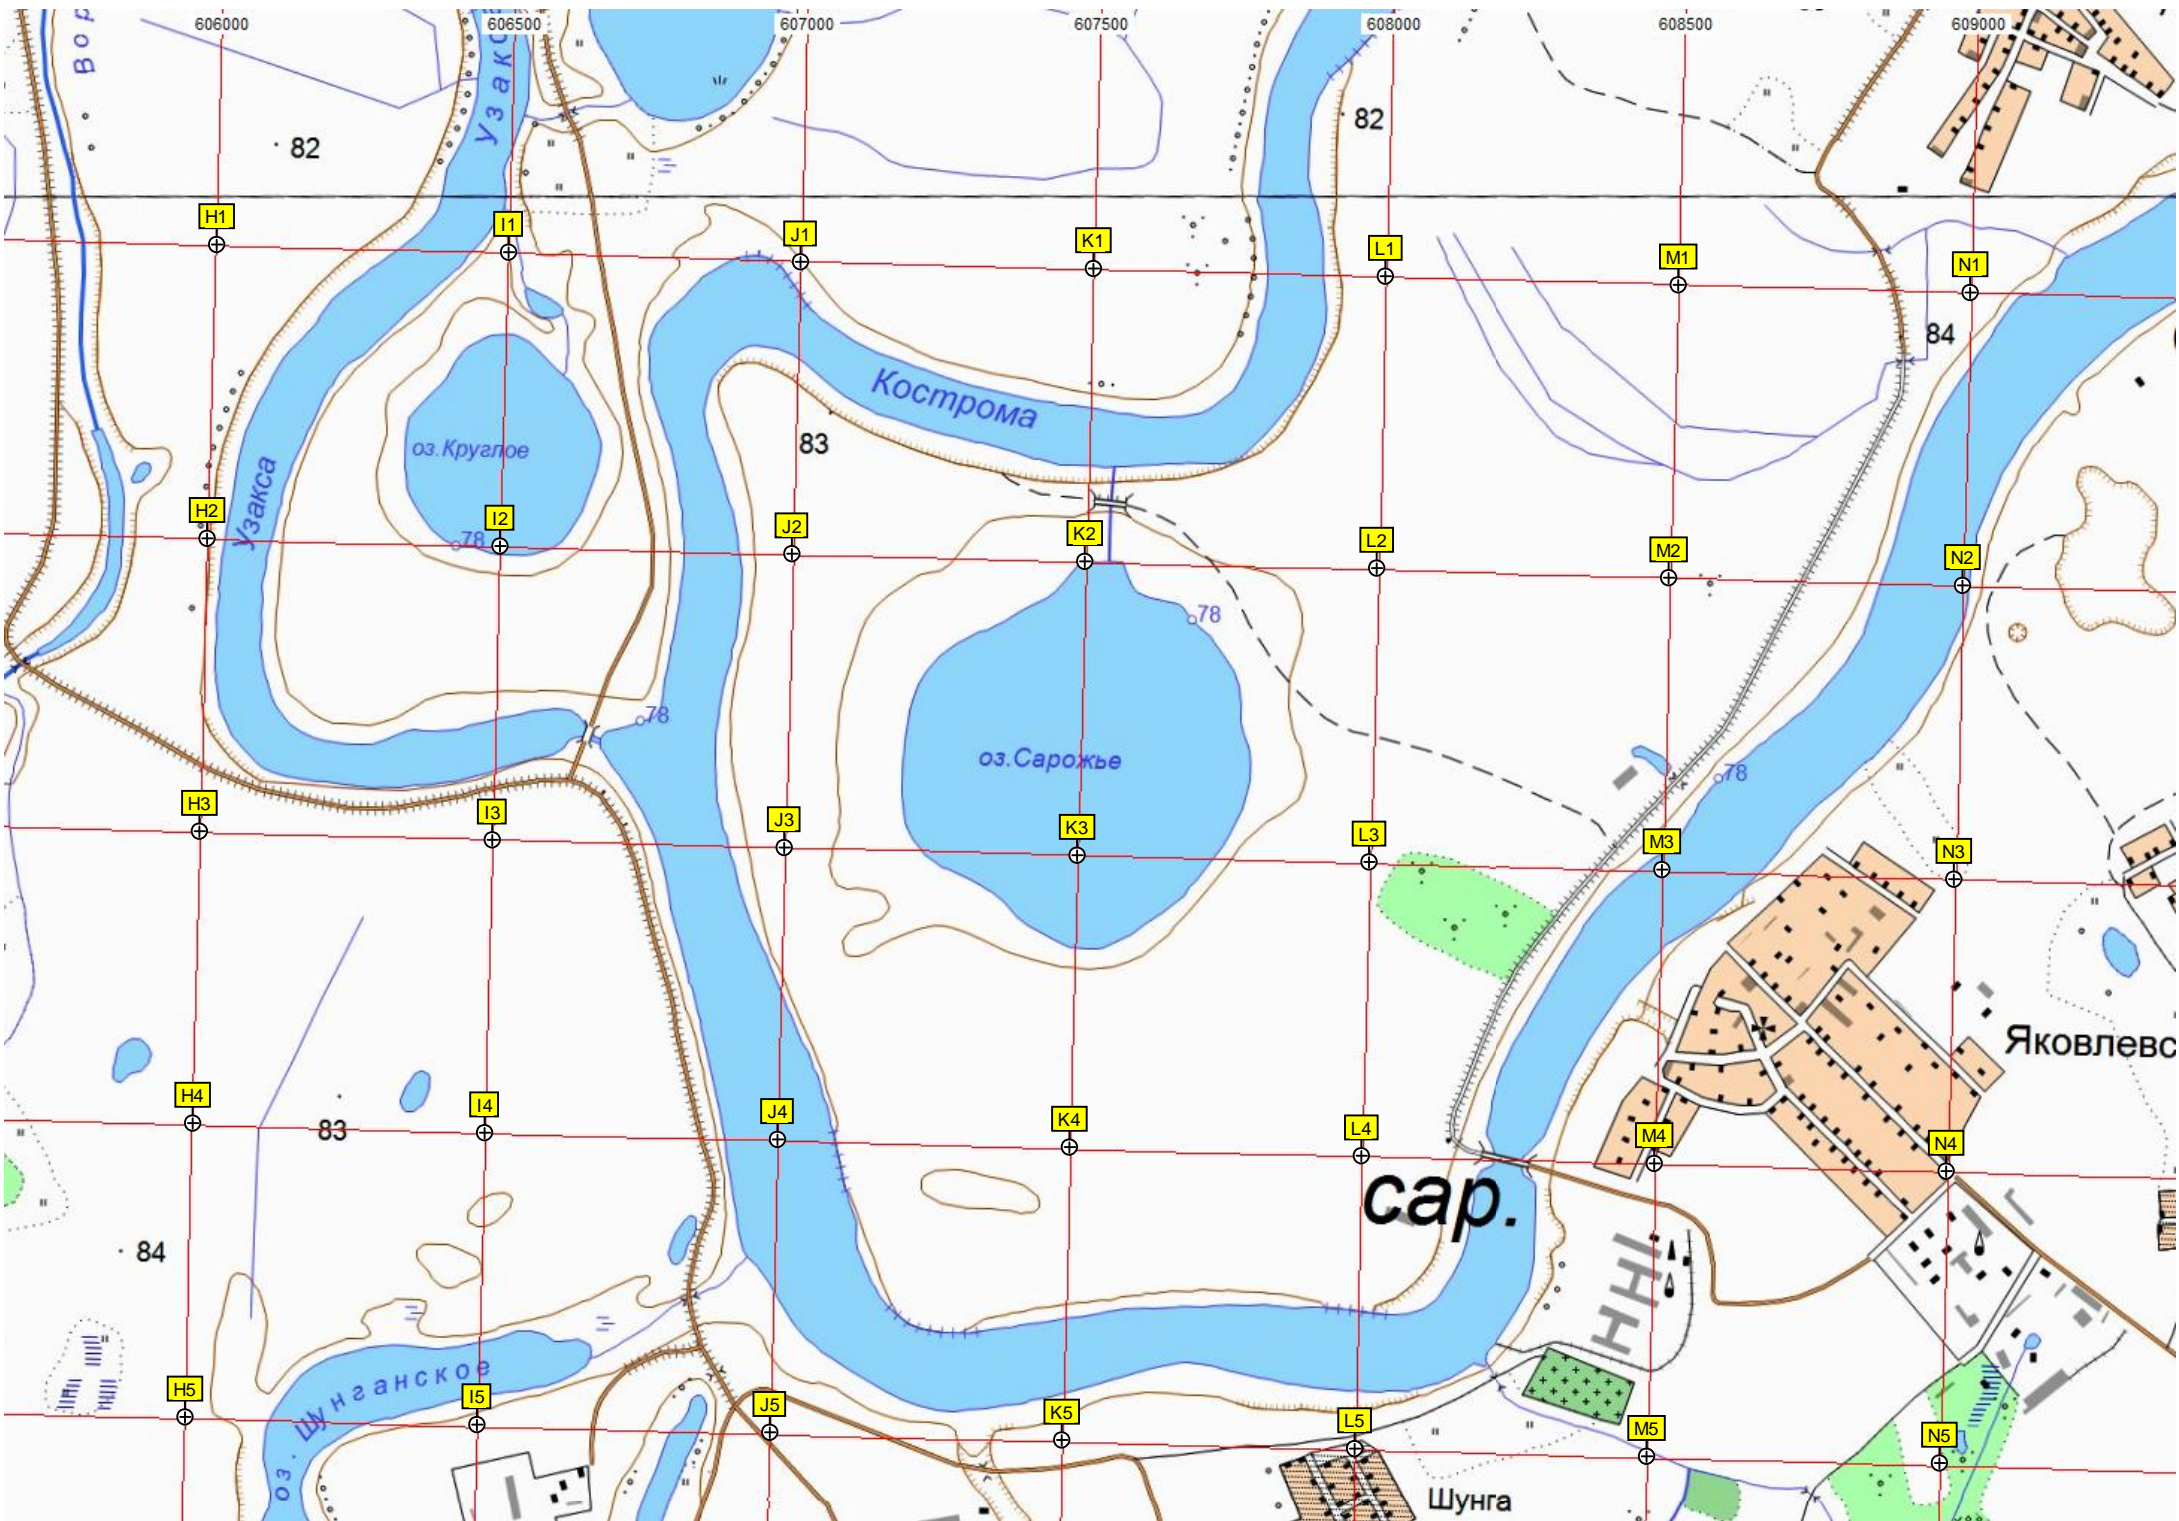 606000 606500 607000 607500 608000 608500 609000
Вор
Узакс
82
82
H1 I1 J1 K1 L1 M1 N1
84
Кострома
83
оз.Круглое
Узакса
78
H2 I2 J2 K2 L2 M2 N2
78
78
оз.Сарожье
78
H3 I3 J3 K3 L3 M3 N3
Яковлевс
83
H4 I4 J4 K4 L4 M4 N4
сар.
84
оз. Шунганское
H5 I5 J5 K5 L5 M5 N5
Шунга